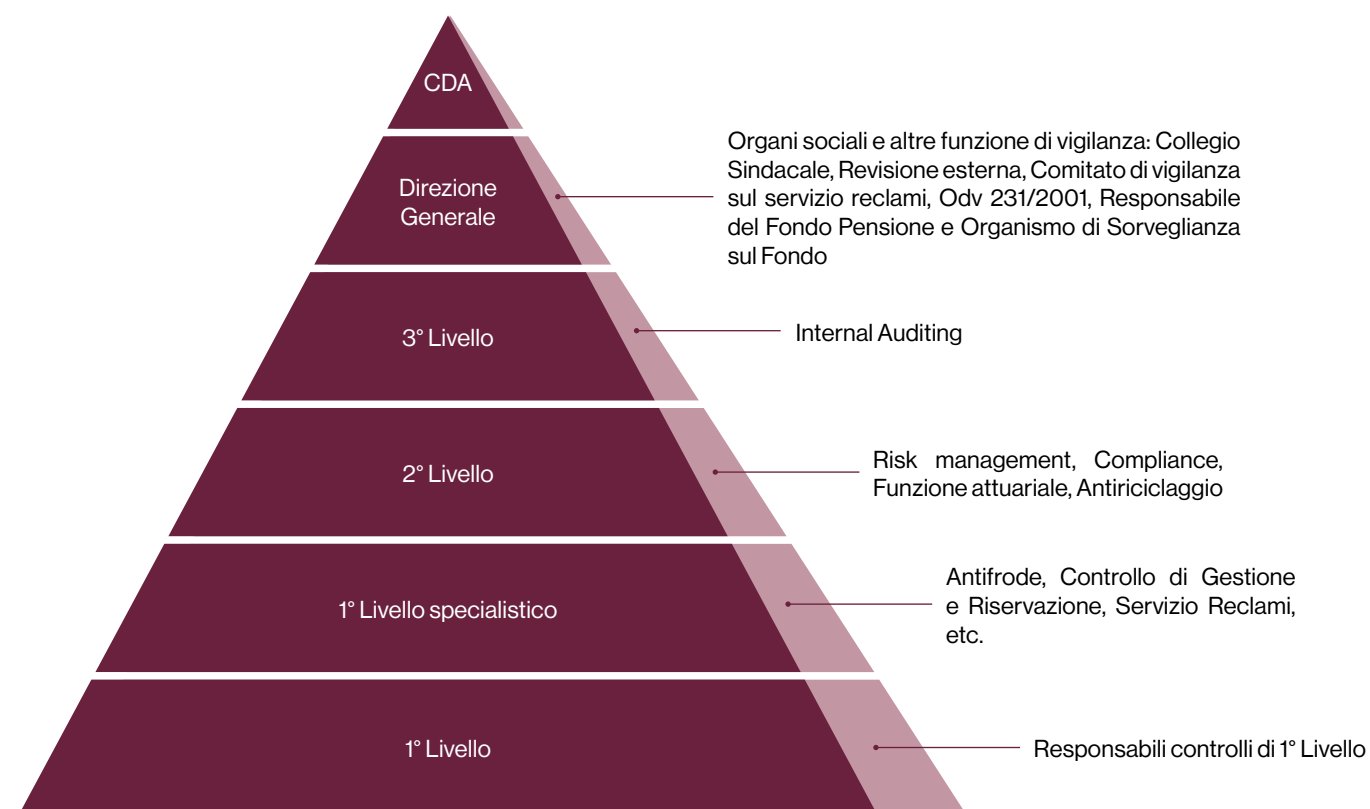 CDA
Direzione
Generale
Organi sociali e altre funzione di vigilanza: Collegio
Sindacale, Revisione esterna, Comitato di vigilanza
sul servizio reclami, Odv 231/2001, Responsabile
del Fondo Pensione e Organismo di Sorveglianza
sul Fondo
3° Livello
Internal Auditing
2° Livello
Risk management, Compliance,
Funzione attuariale, Antiriciclaggio
1° Livello specialistico
Antifrode, Controllo di Gestione
e Riservazione, Servizio Reclami,
etc.
1° Livello
Responsabili controlli di 1° Livello